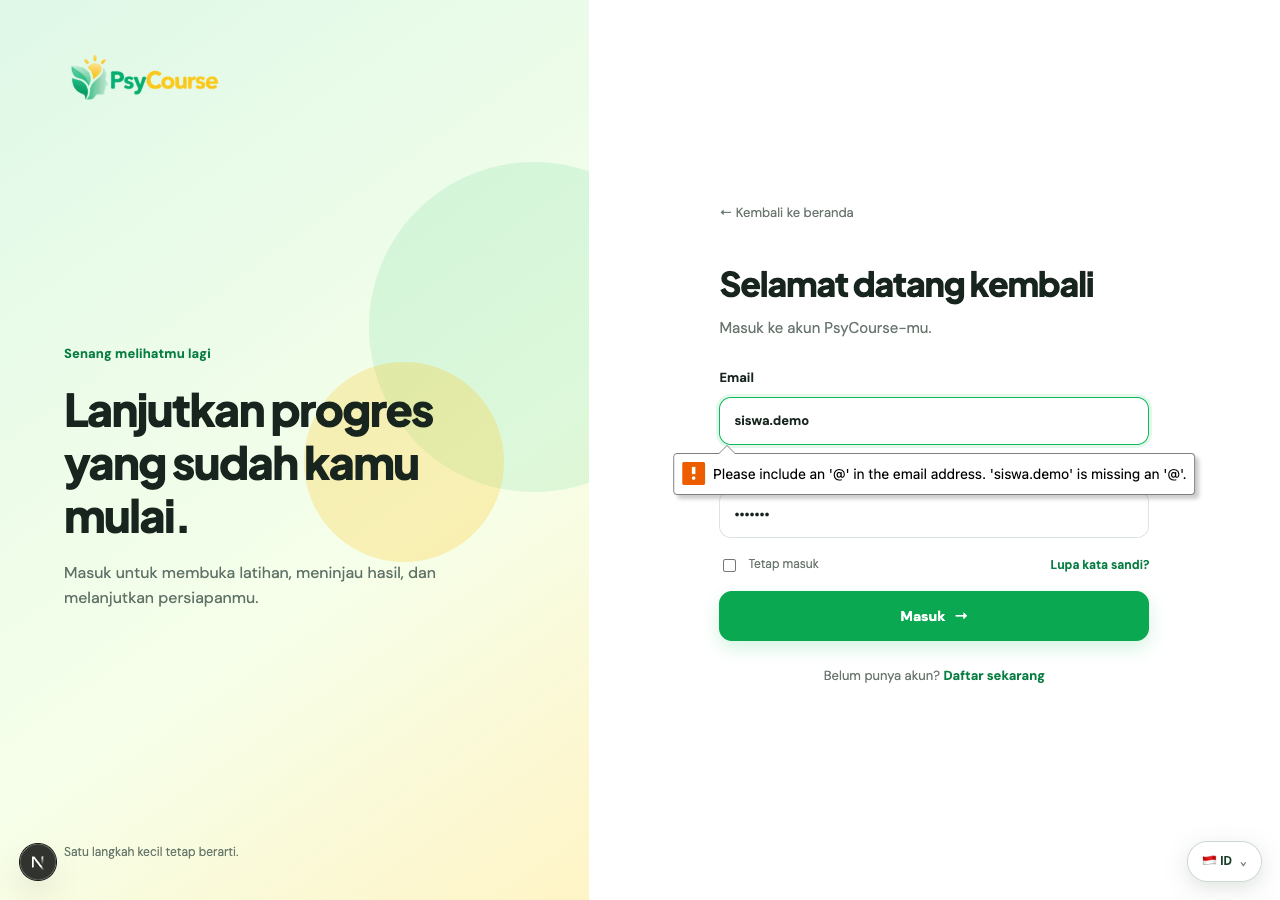 PsyCourse
Senang melihatmu lagi
Lanjutkan progres
yang sudah kamu
mulai.
Masuk untuk membuka latihan, meninjau hasil, dan
melanjutkan persiapanmu.
Satu langkah kecil tetap berarti.
N
← Kembali ke beranda
Selamat datang kembali
Masuk ke akun PsyCourse-mu.
Email
siswa.demo
Please include an '@' in the email address. 'siswa.demo' is missing an '@'.
•••••••
Tetap masuk
Lupa kata sandi?
Masuk →
Belum punya akun? Daftar sekarang
ID